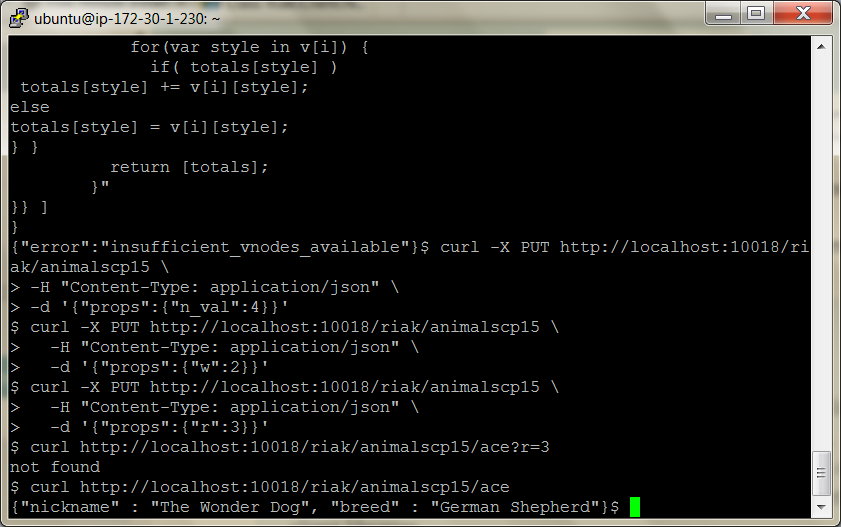 ubuntu@ip-172-30-1-230: ~
for(var style in v[i]) {
if( totals[style] )
totals[style] += v[i][style];
else
totals[style] = v[i][style];
} }
return [totals];
}"
}} ]
}
{"error":"insufficient_vnodes_available"}$ curl -X PUT http://localhost:10018/ri
ak/animalscp15 \
> -H "Content-Type: application/json" \
> -d '{"props":{"n_val":4}}'
$ curl -X PUT http://localhost:10018/riak/animalscp15 \
>   -H "Content-Type: application/json" \
>   -d '{"props":{"w":2}}'
$ curl -X PUT http://localhost:10018/riak/animalscp15 \
>   -H "Content-Type: application/json" \
>   -d '{"props":{"r":3}}'
$ curl http://localhost:10018/riak/animalscp15/ace?r=3
not found
$ curl http://localhost:10018/riak/animalscp15/ace
{"nickname" : "The Wonder Dog", "breed" : "German Shepherd"}$